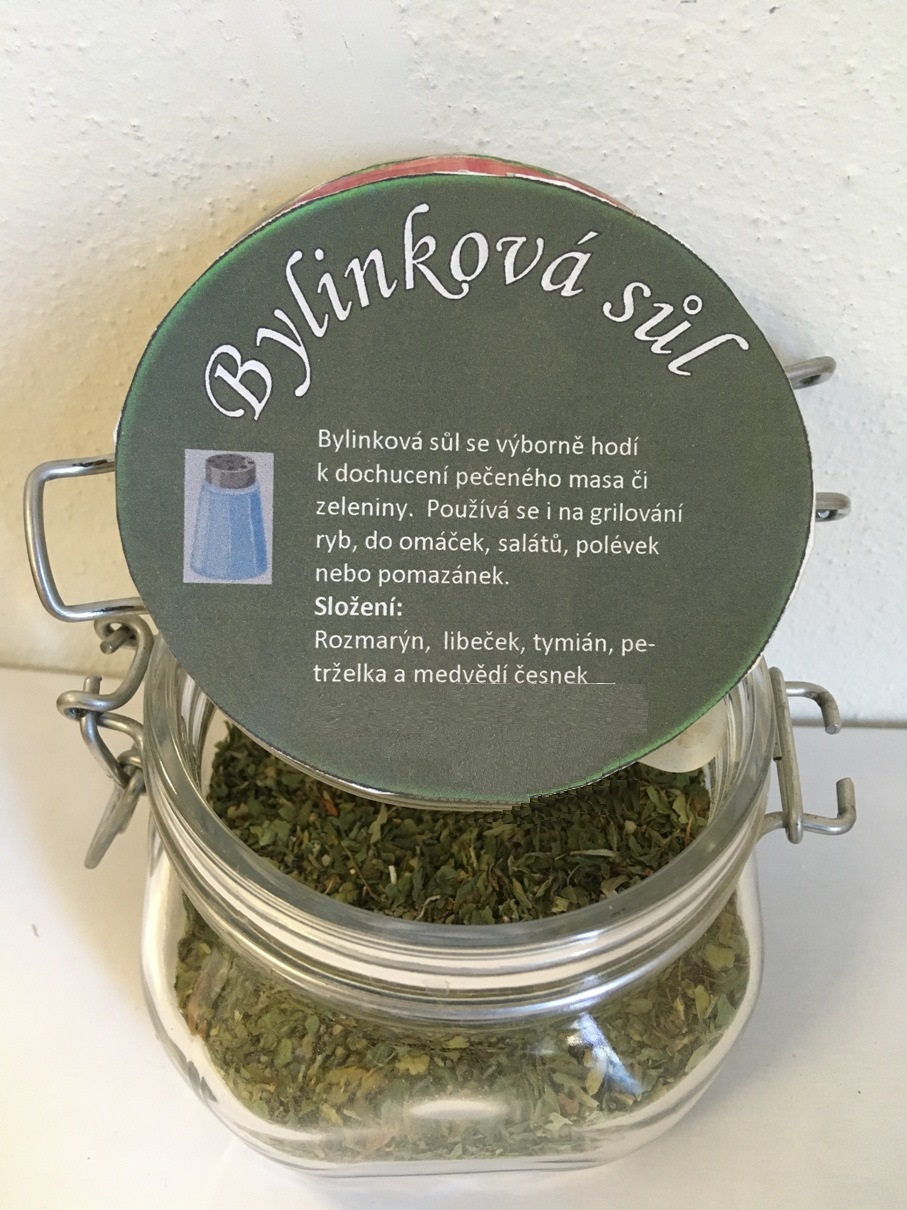 Bylinková sůl
Bylinková sůl se výborně hodí
k dochucení pečeného masa či
zeleniny. Používá se i na grilování
ryb, do omáček, salátů, polévek
nebo pomazánek.
Složení:
Rozmarýn, libeček, tymián, pe-
trželka a medvědí česnek